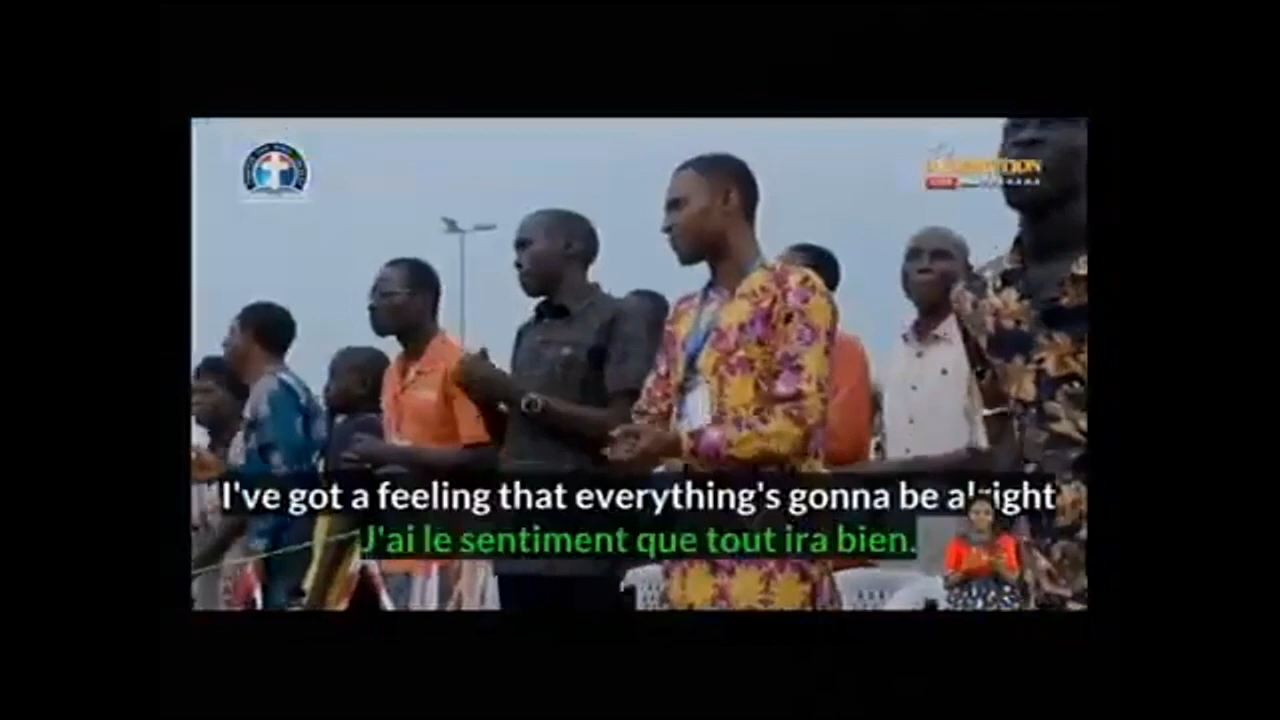 I've got a feeling that everything's gonna be alright
J'ai le sentiment que tout ira bien.